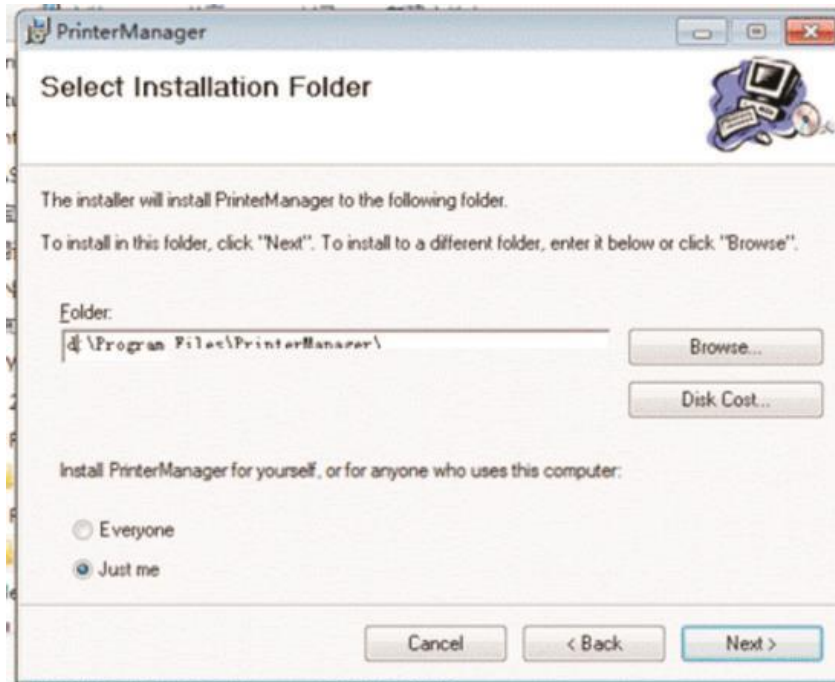 PrinterManager
Select Installation Folder
The installer will install PrinterManager to the following folder.
To install in this folder, click "Next". To install to a different folder, enter it below or click "Browse".
Folder:
d:\Program Files\PrinterManager\
Browse...
Disk Cost...
Install PrinterManager for yourself, or for anyone who uses this computer:
Everyone
Just me
Cancel
< Back
Next >